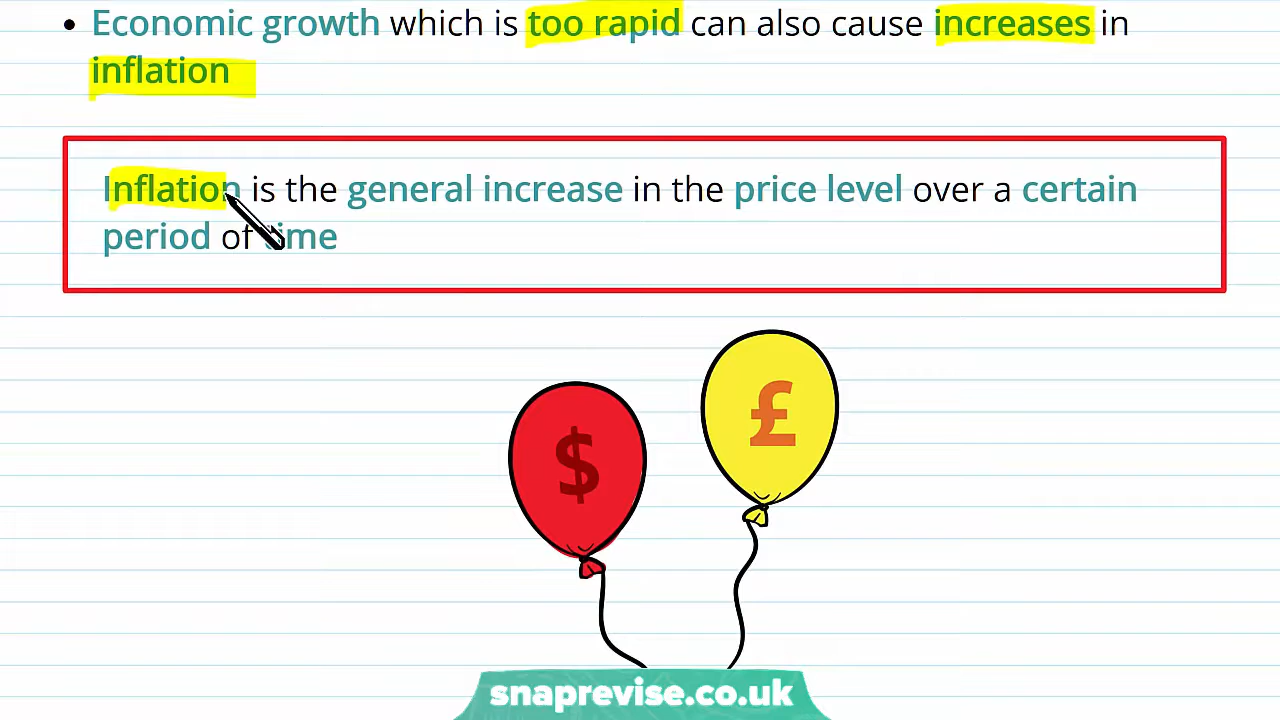 • Economic growth which is too rapid can also cause increases in
inflation
Inflation is the general increase in the price level over a certain
period of time
$
£
snaprevise.co.uk